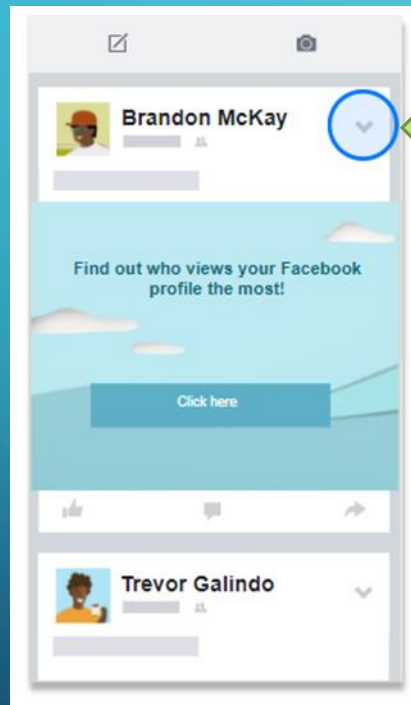 Brandon McKay
Find out who views your Facebook
profile the most!
Click here
Trevor Galindo